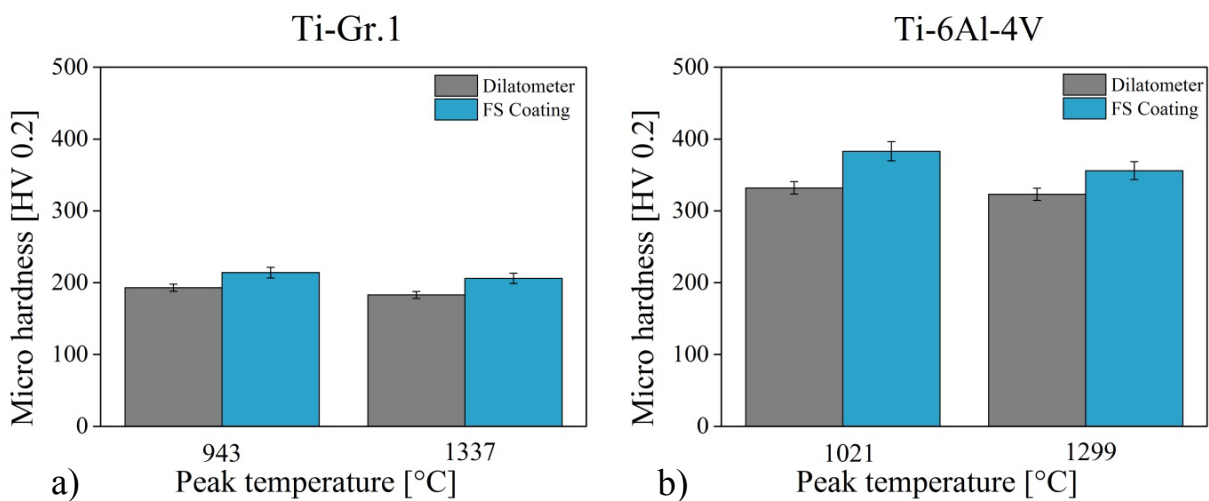 Ti-Gr.1
500
400
300
200
100
0
Micro hardness [HV 0.2]
Dilatometer
FS Coating
943
1337
Peak temperature [°C]
a)
Ti-6Al-4V
500
400
300
200
100
0
Micro hardness [HV 0.2]
Dilatometer
FS Coating
1021
1299
Peak temperature [°C]
b)